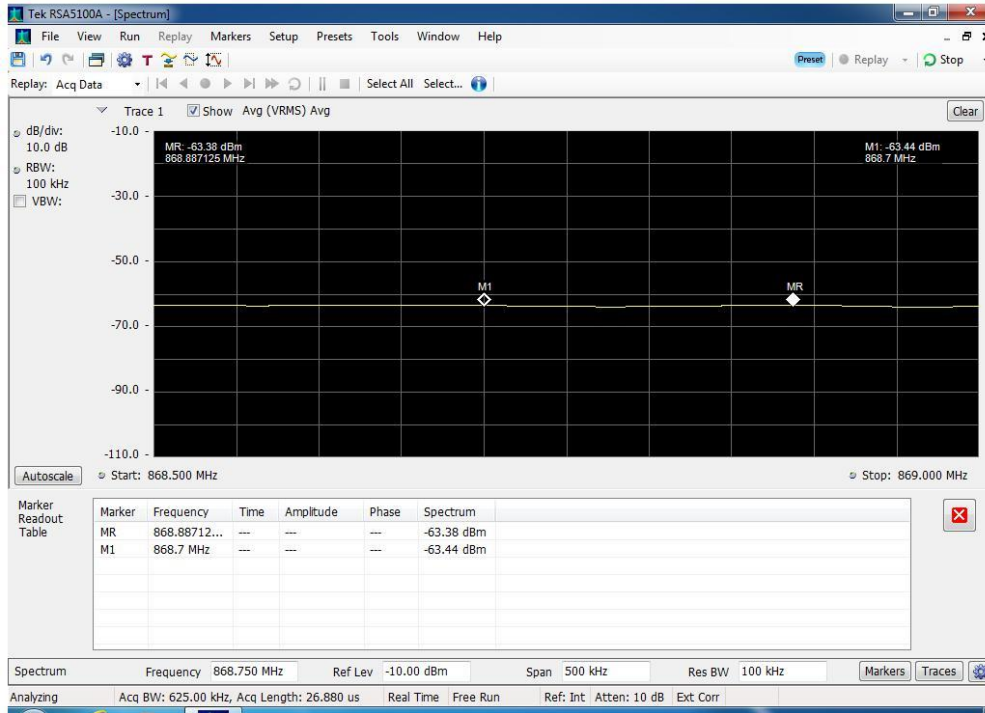 Tek RSA5100A - [Spectrum]
File View Run Replay Markers Setup Presets Tools Window Help
Preset Replay Stop
Replay: Acq Data Select All Select...
Trace 1 Show Avg (VRMS) Avg Clear
dB/div:
10.0 dB
RBW:
100 kHz
VBW:
-10.0
-30.0
-50.0
-70.0
-90.0
-110.0
MR: -63.38 dBm
868.887125 MHz
M1: -63.44 dBm
868.7 MHz
M1 MR
Autoscale Start: 868.500 MHz Stop: 869.000 MHz
Marker
Readout
Table
Marker Frequency Time Amplitude Phase Spectrum
MR 868.88712... --- --- --- -63.38 dBm
M1 868.7 MHz --- --- --- -63.44 dBm
Spectrum Frequency 868.750 MHz Ref Lev -10.00 dBm Span 500 kHz Res BW 100 kHz Markers Traces
Analyzing Acq BW: 625.00 kHz, Acq Length: 26.880 us Real Time Free Run Ref: Int Atten: 10 dB Ext Corr